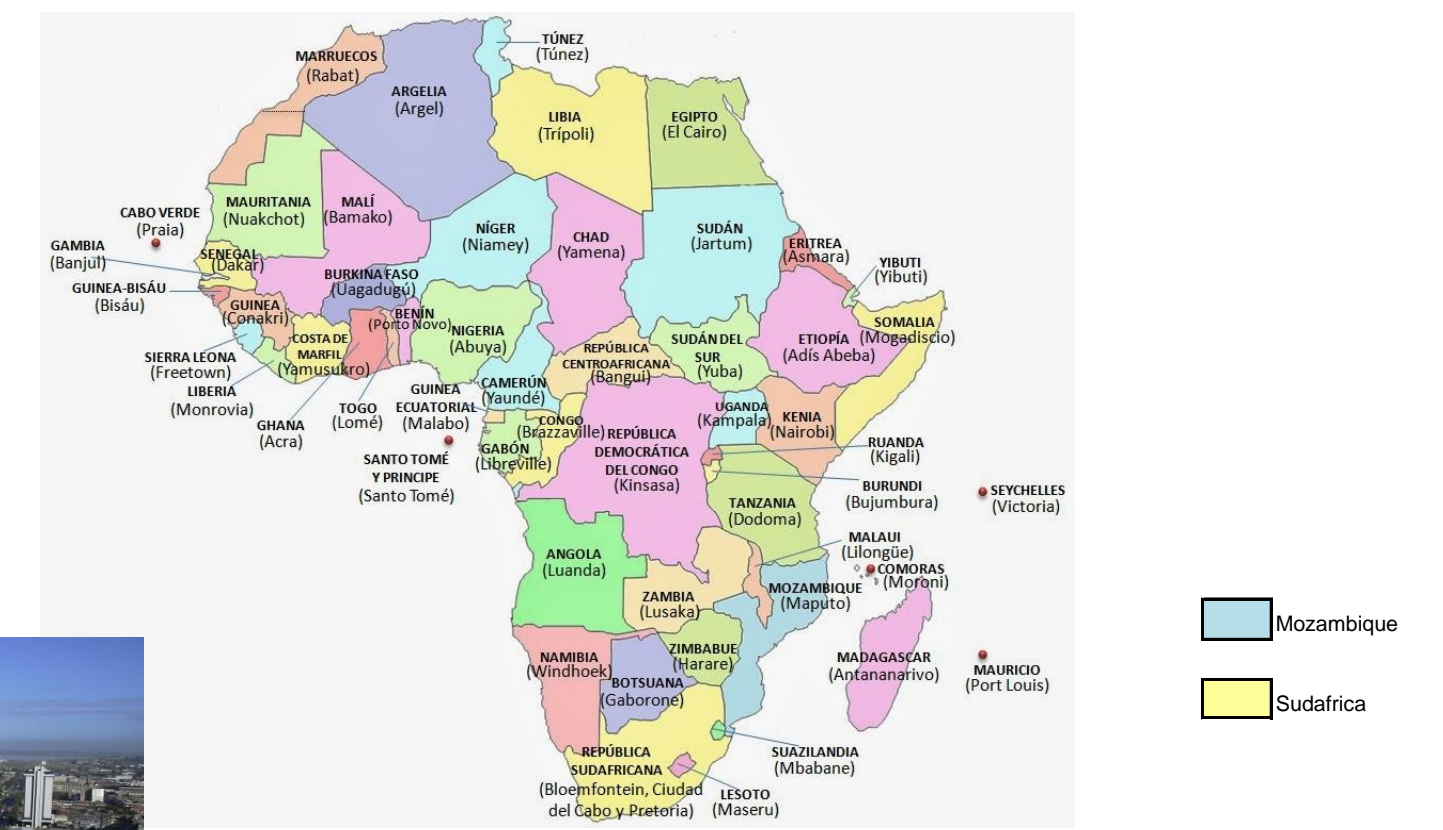 MARRUECOS
(Rabat)
ARGELIA
(Argel)
TÚNEZ
(Túnez)
LIBIA
(Trípoli)
EGIPTO
(El Cairo)
MAURITANIA
(Nuakchot)
MALÍ
(Bamako)
NÍGER
(Niamey)
CHAD
(Yamena)
SUDÁN
(Jartum)
ERITREA
(Asmara)
YIBUTI
(Yibuti)
CABO VERDE
(Praia)
GAMBIA
(Banjul)
SENEGAL
(Dakar)
GUINEA-BISÁU
(Bisáu)
GUINEA
(Conakri)
BURKINA FASO
(Uagadugú)
BENÍN
(Porto Novo)
NIGERIA
(Abuya)
COSTA DE
MARFIL
(Yamusukro)
SIERRA LEONA
(Freetown)
LIBERIA
(Monrovia)
GHANA
(Acra)
TOGO
(Lomé)
GUINEA
ECUATORIAL
(Malabo)
CAMERÚN
(Yaundé)
REPÚBLICA
CENTROAFRICANA
(Bangui)
SUDÁN DEL
SUR
(Yuba)
ETIOPÍA
(Adís Abeba)
SOMALIA
(Mogadiscio)
SANTO TOMÉ
Y PRINCIPE
(Santo Tomé)
GABÓN
(Libreville)
CONGO
(Brazzaville)
REPÚBLICA
DEMOCRÁTICA
DEL CONGO
(Kinsasa)
UGANDA
(Kampala)
KENIA
(Nairobi)
RUANDA
(Kigali)
BURUNDI
(Bujumbura)
SEYCHELLES
(Victoria)
TANZANIA
(Dodoma)
MALAUI
(Lilongüe)
COMORAS
(Moroni)
ANGOLA
(Luanda)
ZAMBIA
(Lusaka)
MOZAMBIQUE
(Maputo)
NAMIBIA
(Windhoek)
BOTSUANA
(Gaborone)
ZIMBABUE
(Harare)
MADAGASCAR
(Antananarivo)
MAURICIO
(Port Louis)
SUAZILANDIA
(Mbabane)
REPÚBLICA
SUDAFRICANA
(Bloemfontein, Ciudad
del Cabo y Pretoria)
LESOTO
(Maseru)
Mozambique
Sudafrica